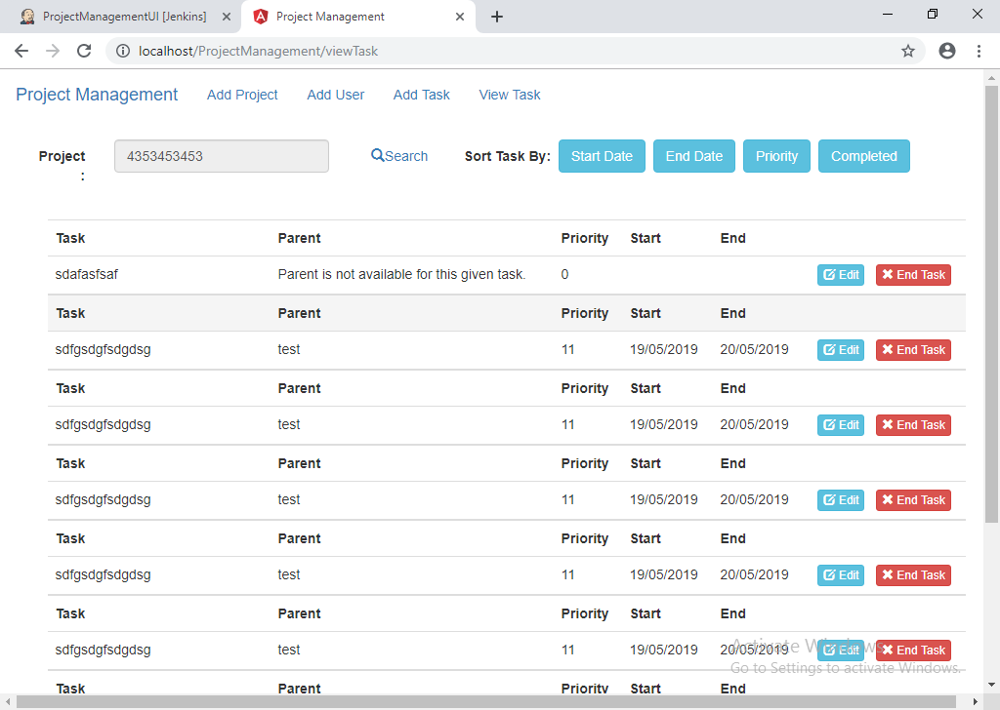 ProjectManagementUI [Jenkins]
Project Management
localhost/ProjectManagement/viewTask
Project Management Add Project Add User Add Task View Task
Project : 4353453453 Search Sort Task By: Start Date End Date Priority Completed
Task Parent Priority Start End
sdafasfsaf Parent is not available for this given task. 0 Edit End Task
Task Parent Priority Start End
sdfgsdgfsdgdsg test 11 19/05/2019 20/05/2019 Edit End Task
Task Parent Priority Start End
sdfgsdgfsdgdsg test 11 19/05/2019 20/05/2019 Edit End Task
Task Parent Priority Start End
sdfgsdgfsdgdsg test 11 19/05/2019 20/05/2019 Edit End Task
Task Parent Priority Start End
sdfgsdgfsdgdsg test 11 19/05/2019 20/05/2019 Edit End Task
Task Parent Priority Start End
sdfgsdgfsdgdsg test 11 19/05/2019 20/05/2019 Edit End Task
Activate Windows
Go to Settings to activate Windows.
Task Parent Priority Start End